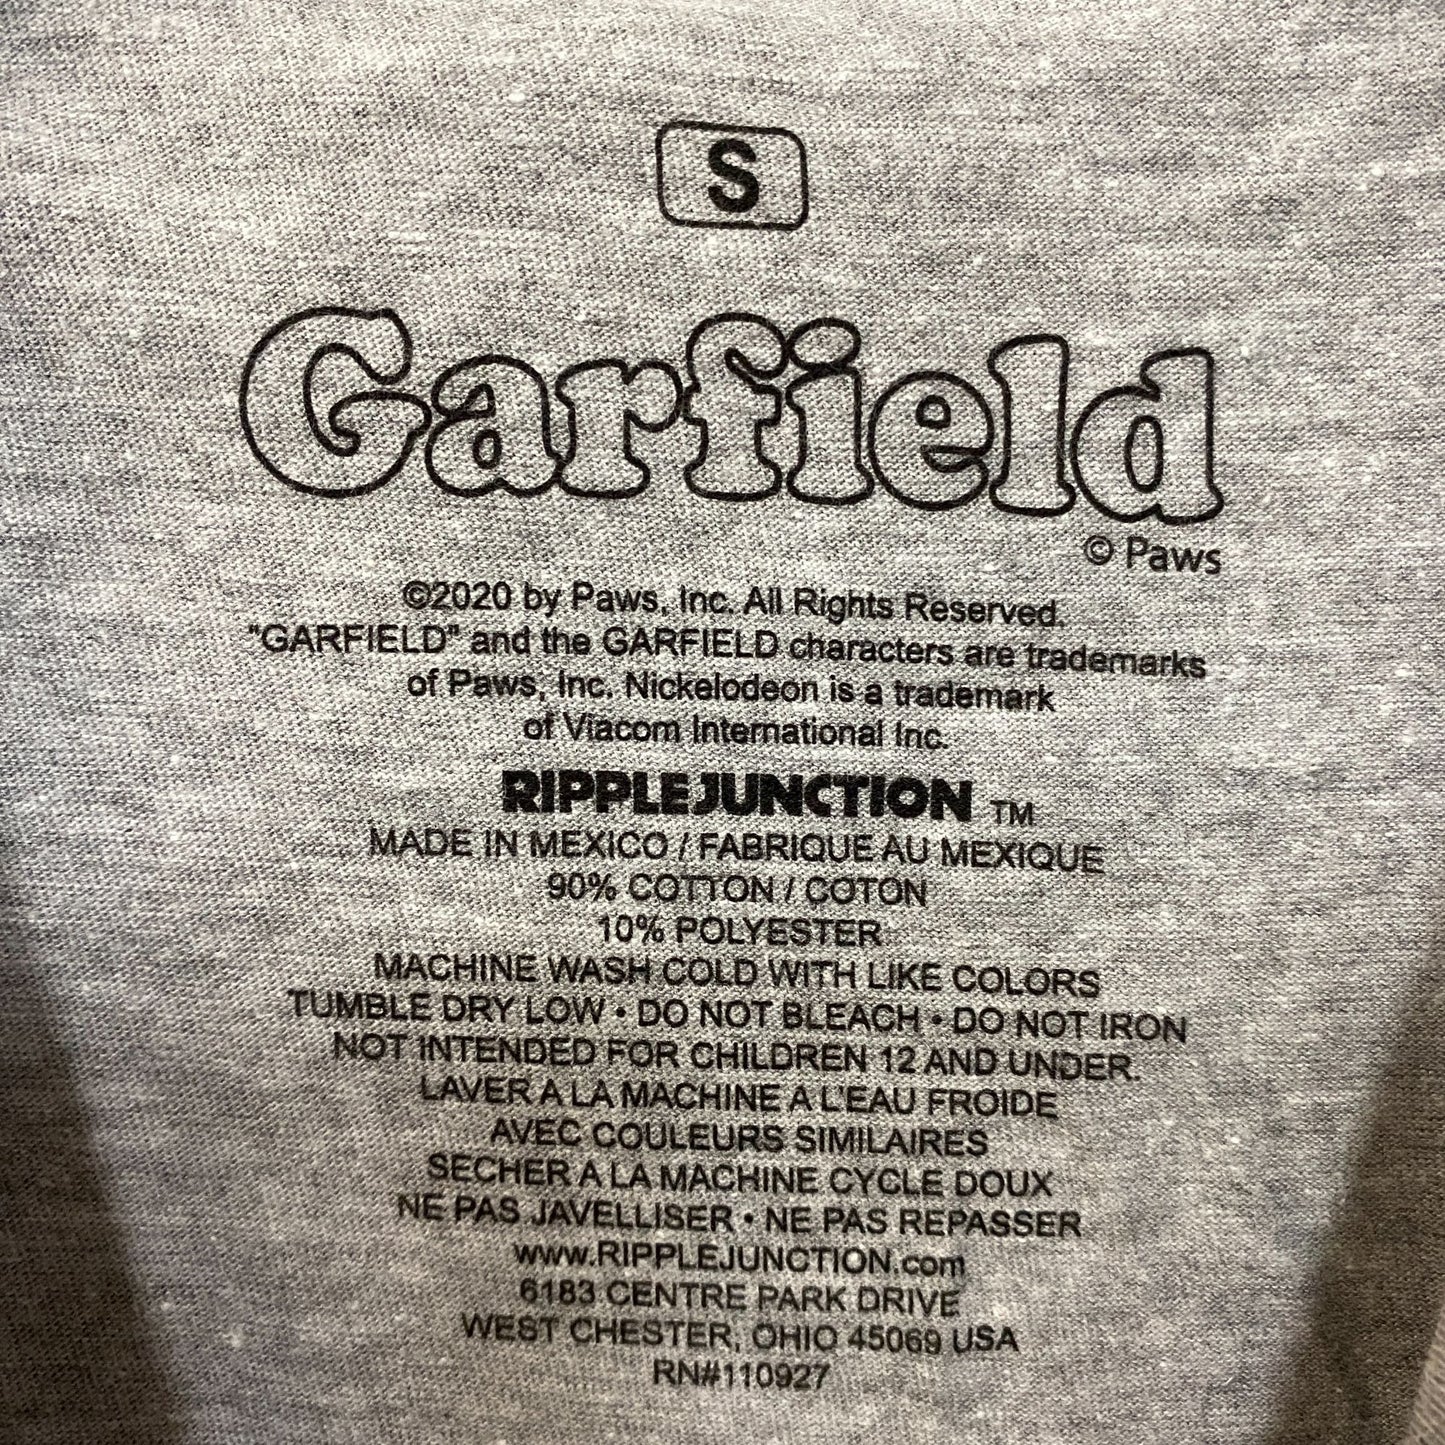 S
Garfield
© Paws
©2020 by Paws, Inc. All Rights Reserved.
"GARFIELD" and the GARFIELD characters are trademarks
of Paws, Inc. Nickelodeon is a trademark
of Viacom International Inc.
RIPPLE JUNCTION TM
MADE IN MEXICO / FABRIQUE AU MEXIQUE
90% COTTON / COTON
10% POLYESTER
MACHINE WASH COLD WITH LIKE COLORS
TUMBLE DRY LOW • DO NOT BLEACH • DO NOT IRON
NOT INTENDED FOR CHILDREN 12 AND UNDER.
LAVER A LA MACHINE A L'EAU FROIDE
AVEC COULEURS SIMILAIRES
SECHER A LA MACHINE CYCLE DOUX
NE PAS JAVELLISER • NE PAS REPASSER
www.RIPPLEJUNCTION.com
6183 CENTRE PARK DRIVE
WEST CHESTER, OHIO 45069 USA
RN#110927